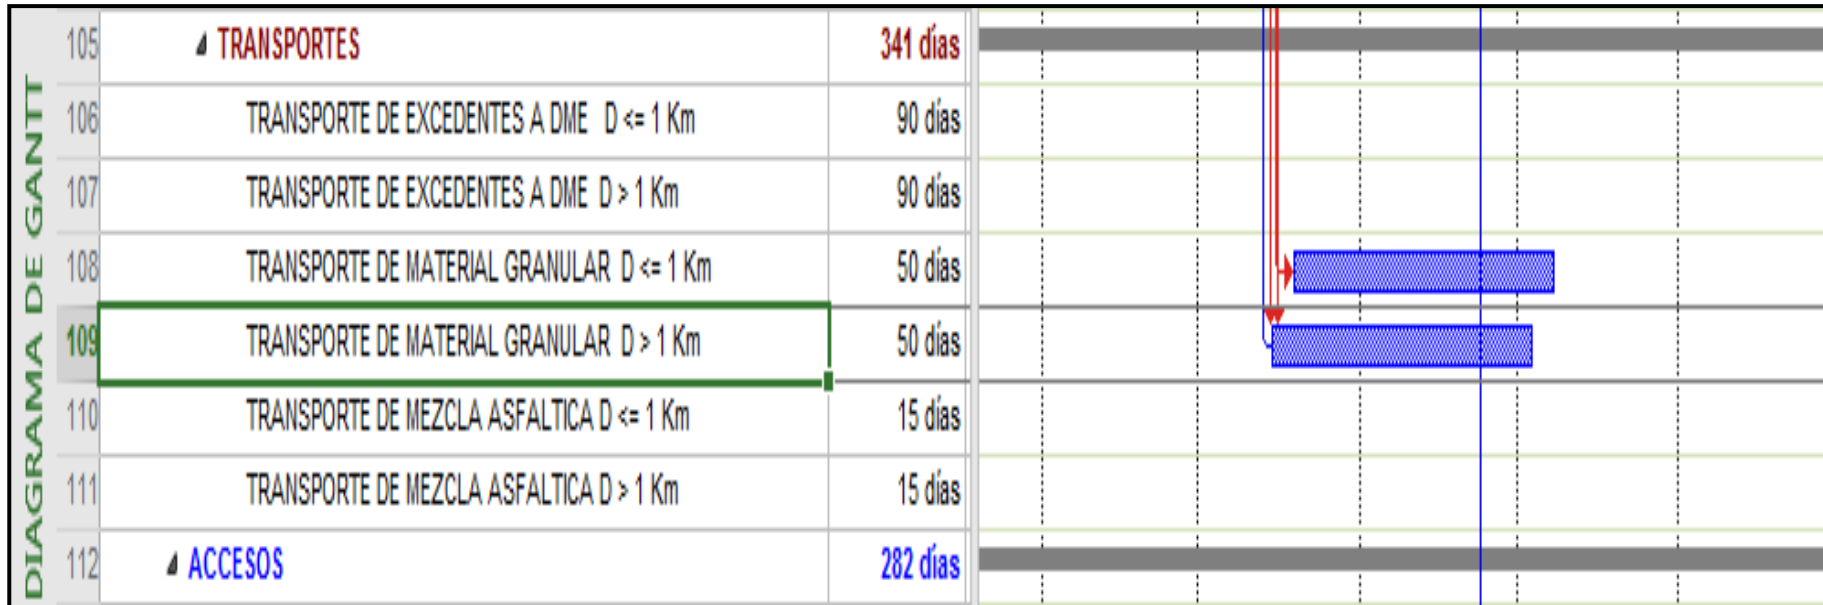 DIAGRAMA DE GANTT
105 TRANSPORTES 341 días
106 TRANSPORTE DE EXCEDENTES A DME D <= 1 Km 90 días
107 TRANSPORTE DE EXCEDENTES A DME D > 1 Km 90 días
108 TRANSPORTE DE MATERIAL GRANULAR D <= 1 Km 50 días
109 TRANSPORTE DE MATERIAL GRANULAR D > 1 Km 50 días
110 TRANSPORTE DE MEZCLA ASFALTICA D <= 1 Km 15 días
111 TRANSPORTE DE MEZCLA ASFALTICA D > 1 Km 15 días
112 ACCESOS 282 días